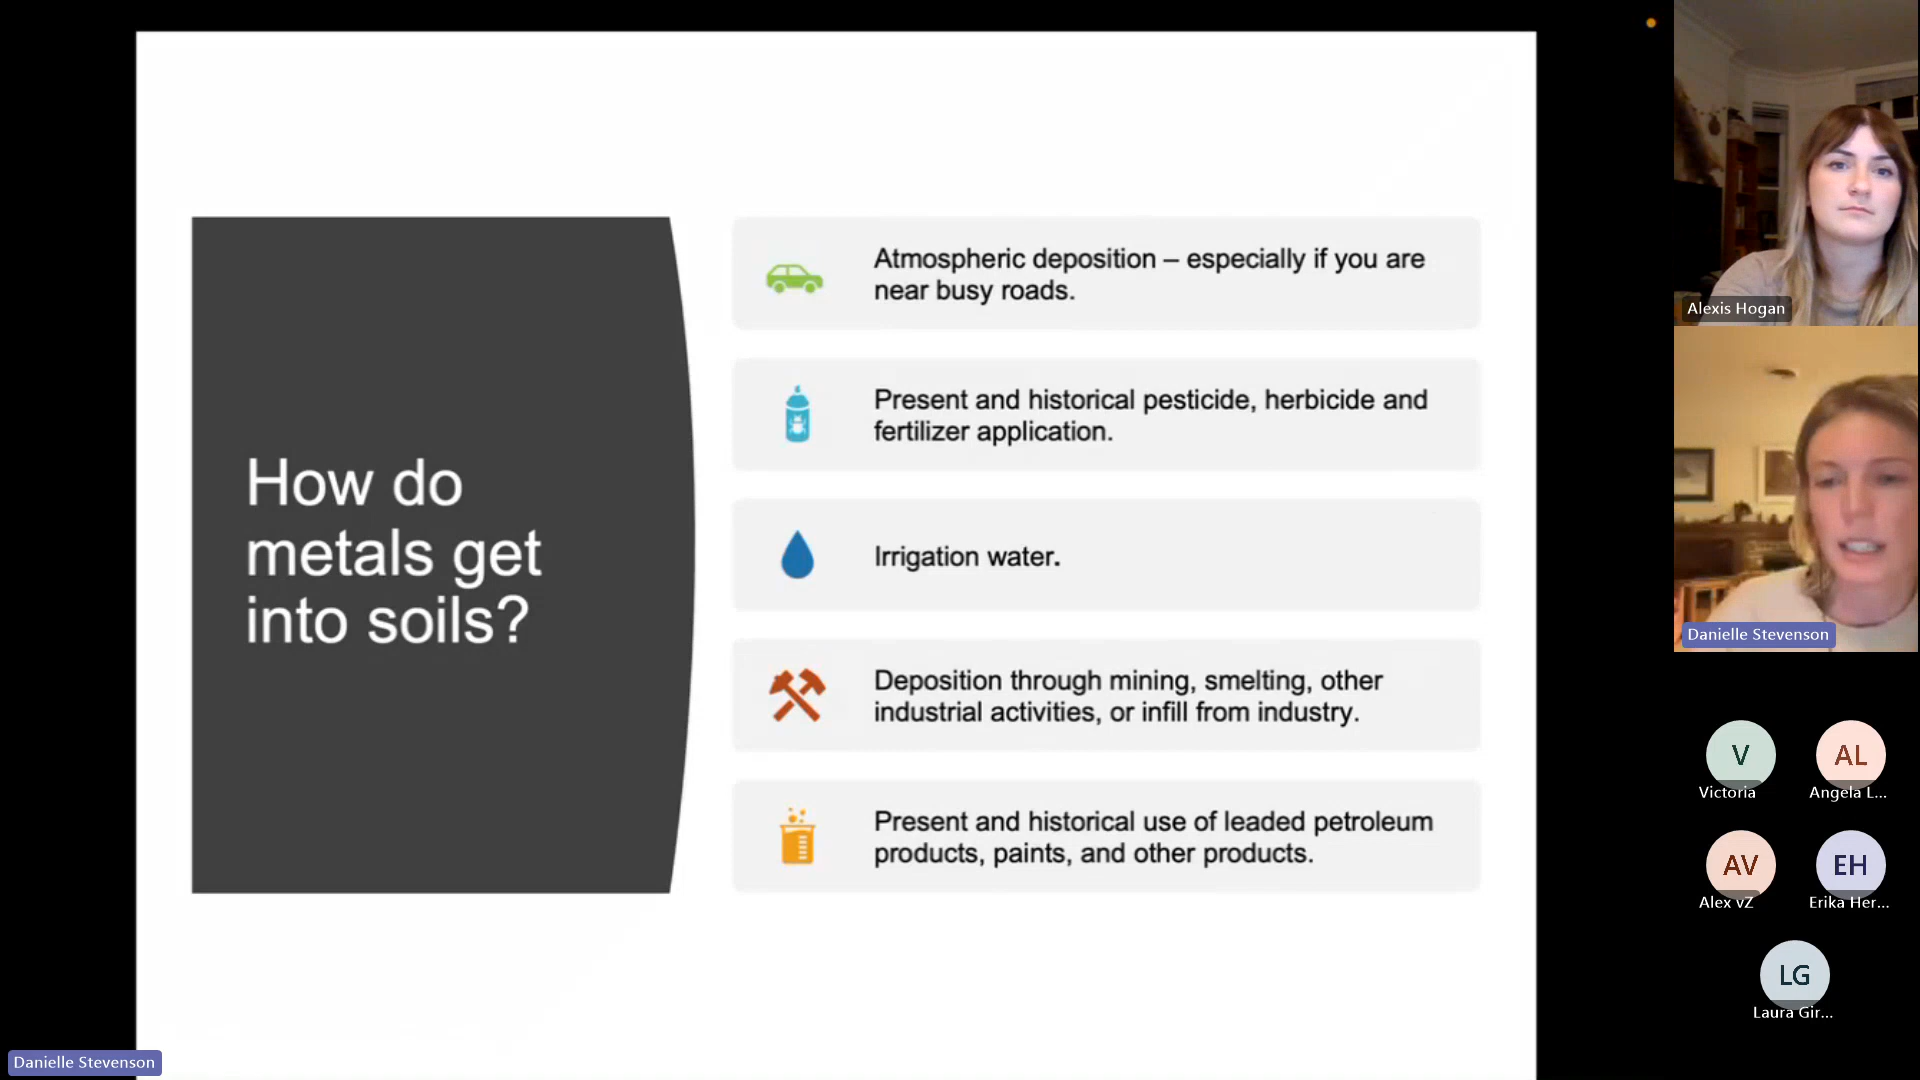 How do
metals get
into soils?
Atmospheric deposition – especially if you are
near busy roads.
Present and historical pesticide, herbicide and
fertilizer application.
Irrigation water.
Deposition through mining, smelting, other
industrial activities, or infill from industry.
Present and historical use of leaded petroleum
products, paints, and other products.
Alexis Hogan
Danielle Stevenson
V
Victoria
AL
Angela L...
AV
Alex vZ
EH
Erika Her...
LG
Laura Gir...
Danielle Stevenson